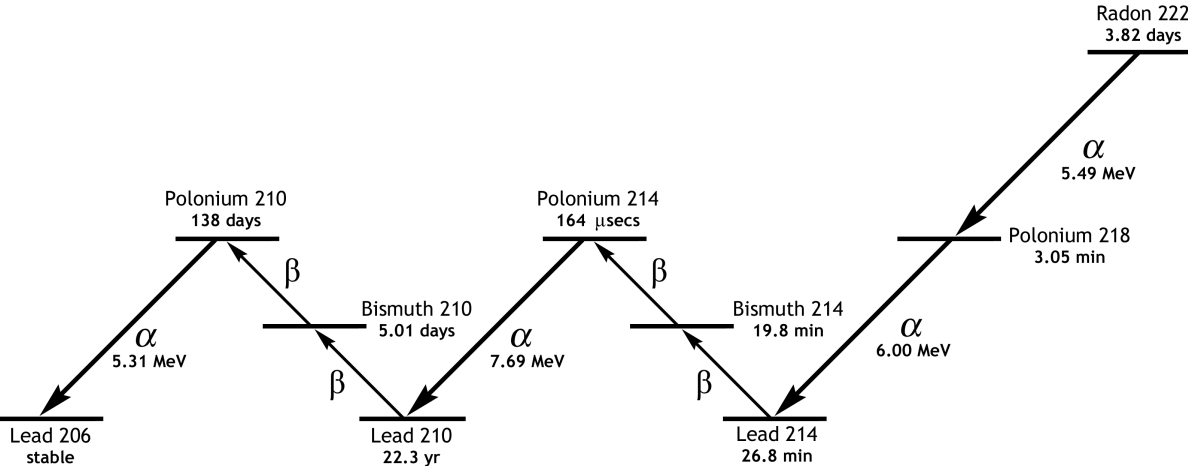 Radon 222
3.82 days
α
5.49 MeV
Polonium 210
138 days
Polonium 214
164 μsecs
Polonium 218
3.05 min
β
β
Bismuth 210
5.01 days
Bismuth 214
19.8 min
α
5.31 MeV
α
7.69 MeV
α
6.00 MeV
β
β
Lead 206
stable
Lead 210
22.3 yr
Lead 214
26.8 min